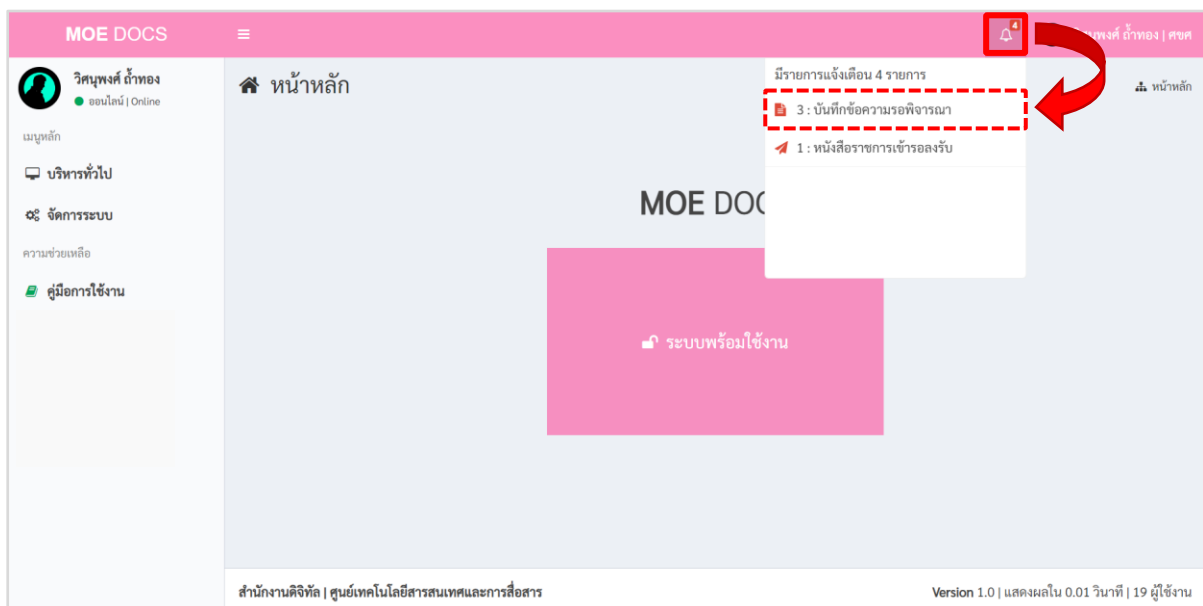 MOE DOCS
4
ถ้ำทอง | ศขศ
วิศนุพงศ์ ถ้ำทอง
ออนไลน์ | Online
เมนูหลัก
บริหารทั่วไป
จัดการระบบ
ความช่วยเหลือ
คู่มือการใช้งาน
หน้าหลัก
หน้าหลัก
มีรายการแจ้งเตือน 4 รายการ
3 : บันทึกข้อความรอพิจารณา
1 : หนังสือราชการเข้ารอลงรับ
MOE
ระบบพร้อมใช้งาน
สำนักงานดิจิทัล | ศูนย์เทคโนโลยีสารสนเทศและการสื่อสาร
Version 1.0 | แสดงผลใน 0.01 วินาที | 19 ผู้ใช้งาน